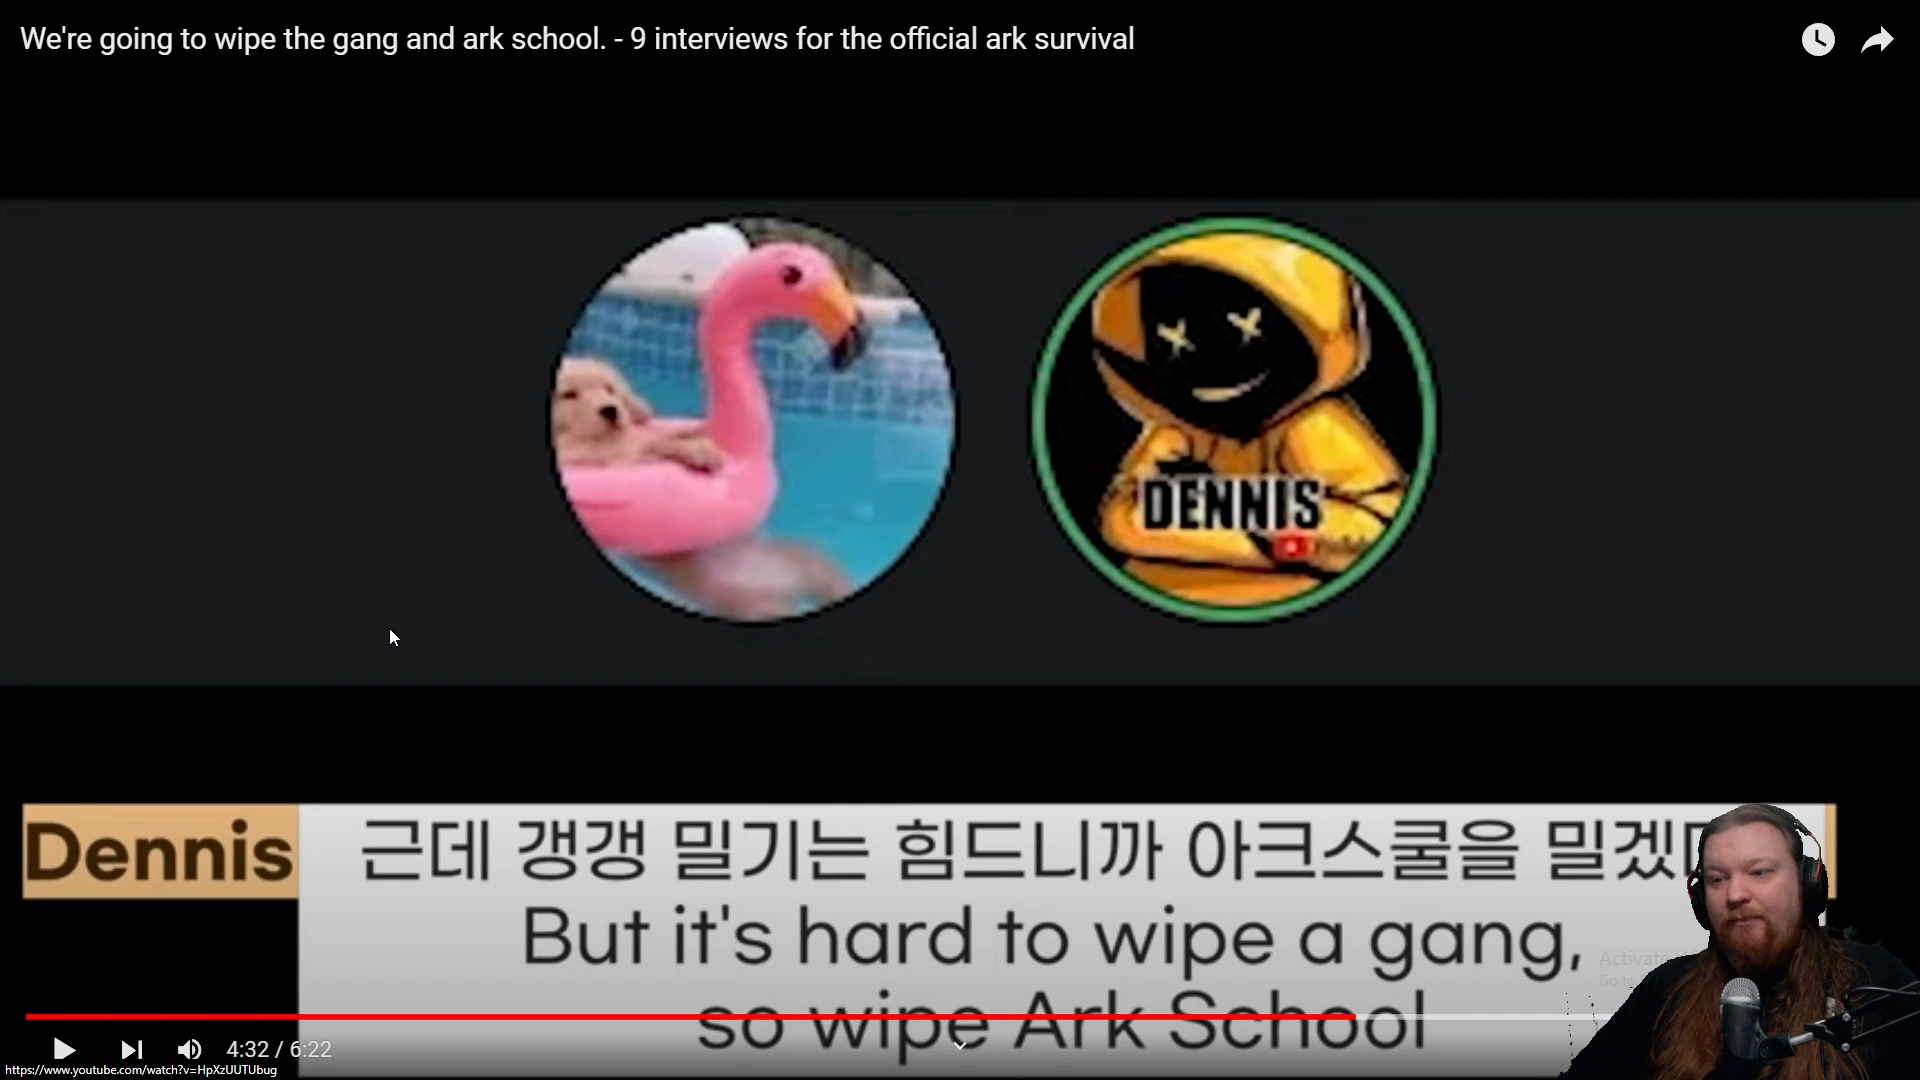 We're going to wipe the gang and ark school. - 9 interviews for the official ark survival
DENNIS
Dennis
근데 갱갱 밀기는 힘드니까 아크스쿨을 밀겠
But it's hard to wipe a gang,
so wipe Ark School
Activate
Go to
4:32 / 6:22
https://www.youtube.com/watch?v=HpXzUUTUbug